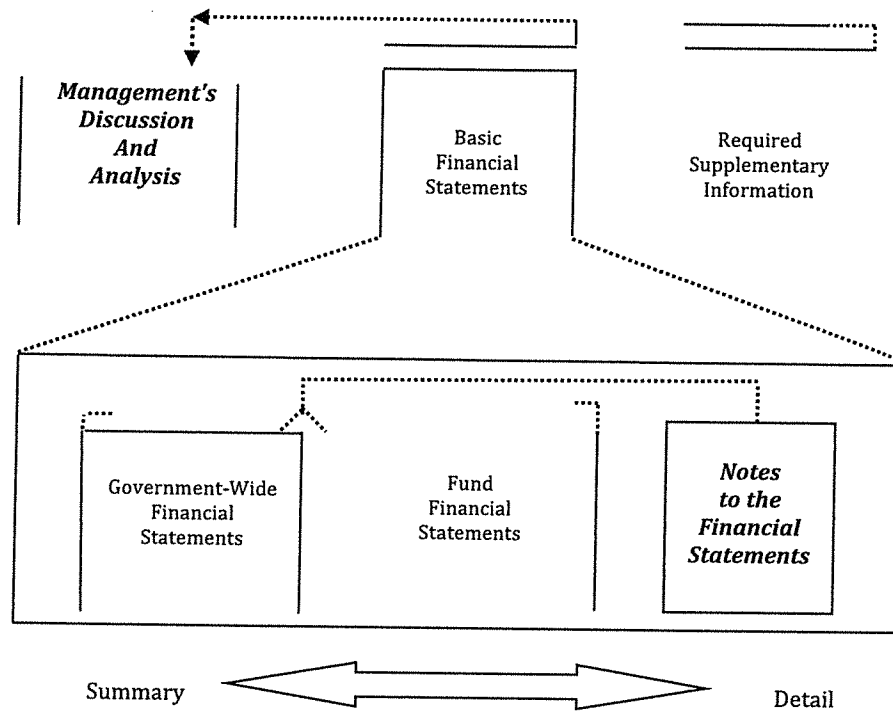 Management's
Discussion
And
Analysis
Basic
Financial
Statements
Required
Supplementary
Information
Government-Wide
Financial
Statements
Fund
Financial
Statements
Notes
to the
Financial
Statements
Summary
Detail